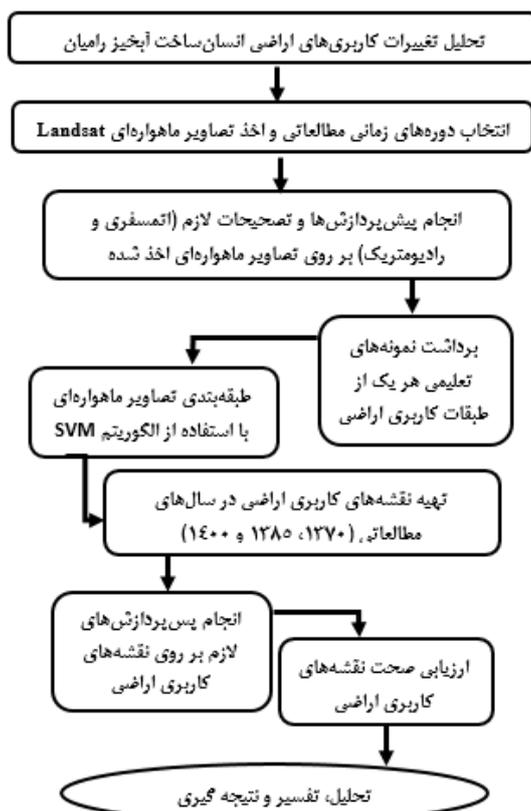 تحلیل تغییرات کاربری‌های اراضی انسان‌ساخت آبخیز رامیان
انتخاب دوره‌های زمانی مطالعاتی و اخذ تصاویر ماهواره‌ای Landsat
انجام پیش‌پردازش‌ها و تصحیحات لازم (اتمسفری و
رادیومتریک) بر روی تصاویر ماهواره‌ای اخذ شده
برداشت نمونه‌های
تعلیمی هر یک از
طبقات کاربری اراضی
طبقه‌بندی تصاویر ماهواره‌ای
با استفاده از الگوریتم SVM
تهیه نقشه‌های کاربری اراضی در سال‌های
مطالعاتی (۱۳۷۰، ۱۳۸۵ و ۱۴۰۰)
انجام پس‌پردازش‌های
لازم بر روی نقشه‌های
کاربری اراضی
ارزیابی صحت نقشه‌های
کاربری اراضی
تحلیل، تفسیر و نتیجه گیری